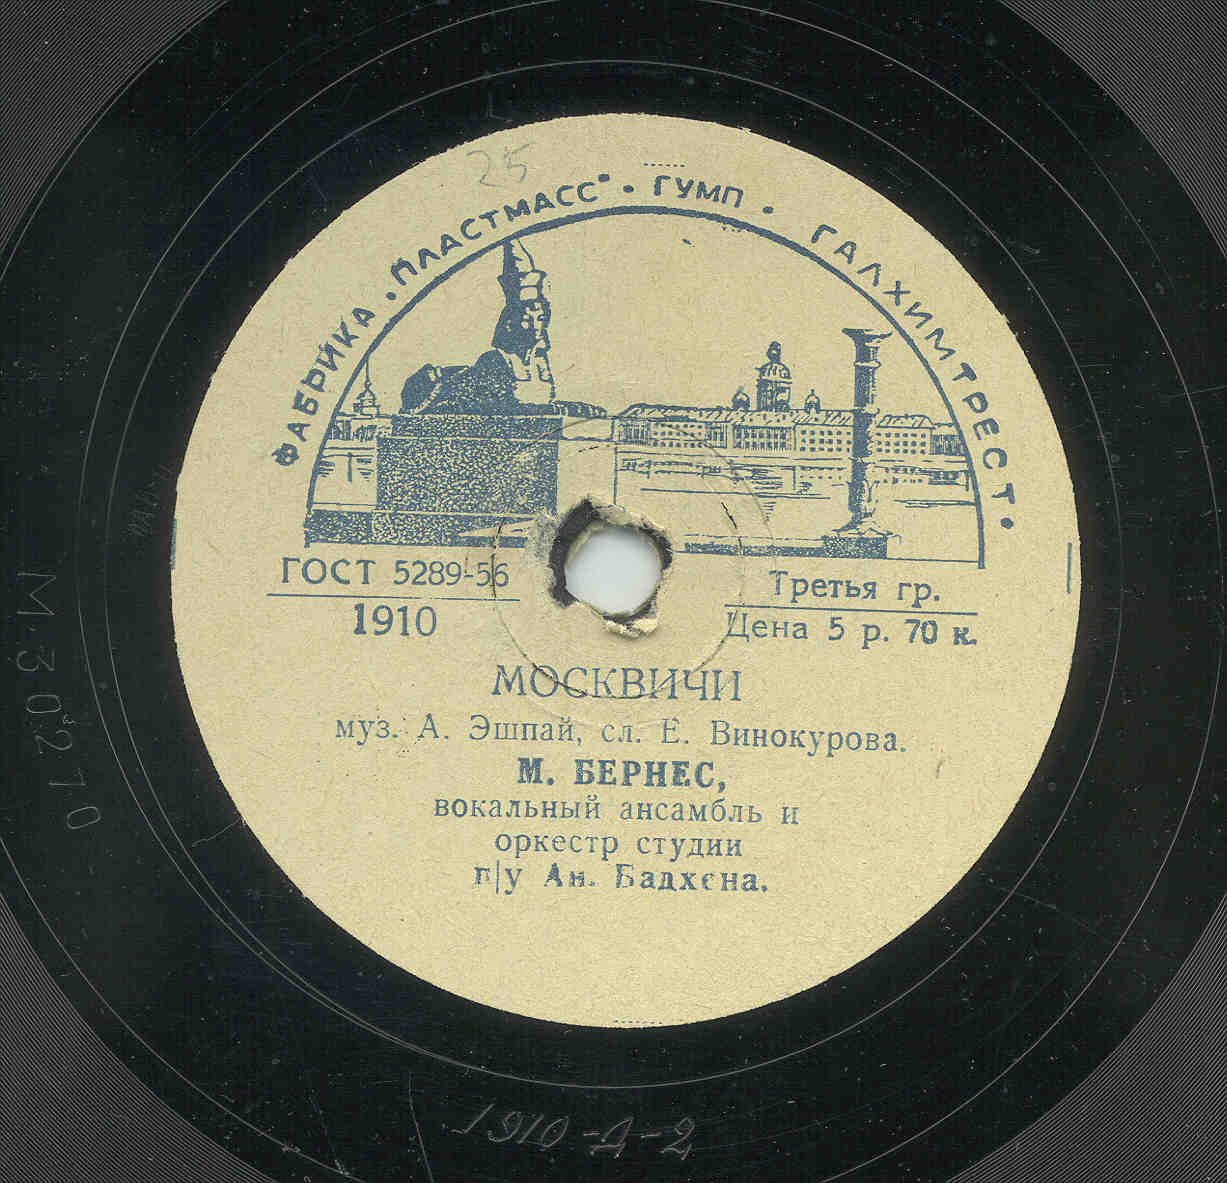 25
ФАБРИКА • ПЛАСТМАСС" • ГУМП • ГАЛХИМТРЕСТ •
ГОСТ 5289-56
1910
Третья гр.
Цена 5 р. 70 к.
МОСКВИЧИ
муз. А. Эшпай, сл. Е. Винокурова.
М. БЕРНЕС,
вокальный ансамбль и
оркестр студии
п/у Ан. Бадхена.
М 30210
1910-Д-2